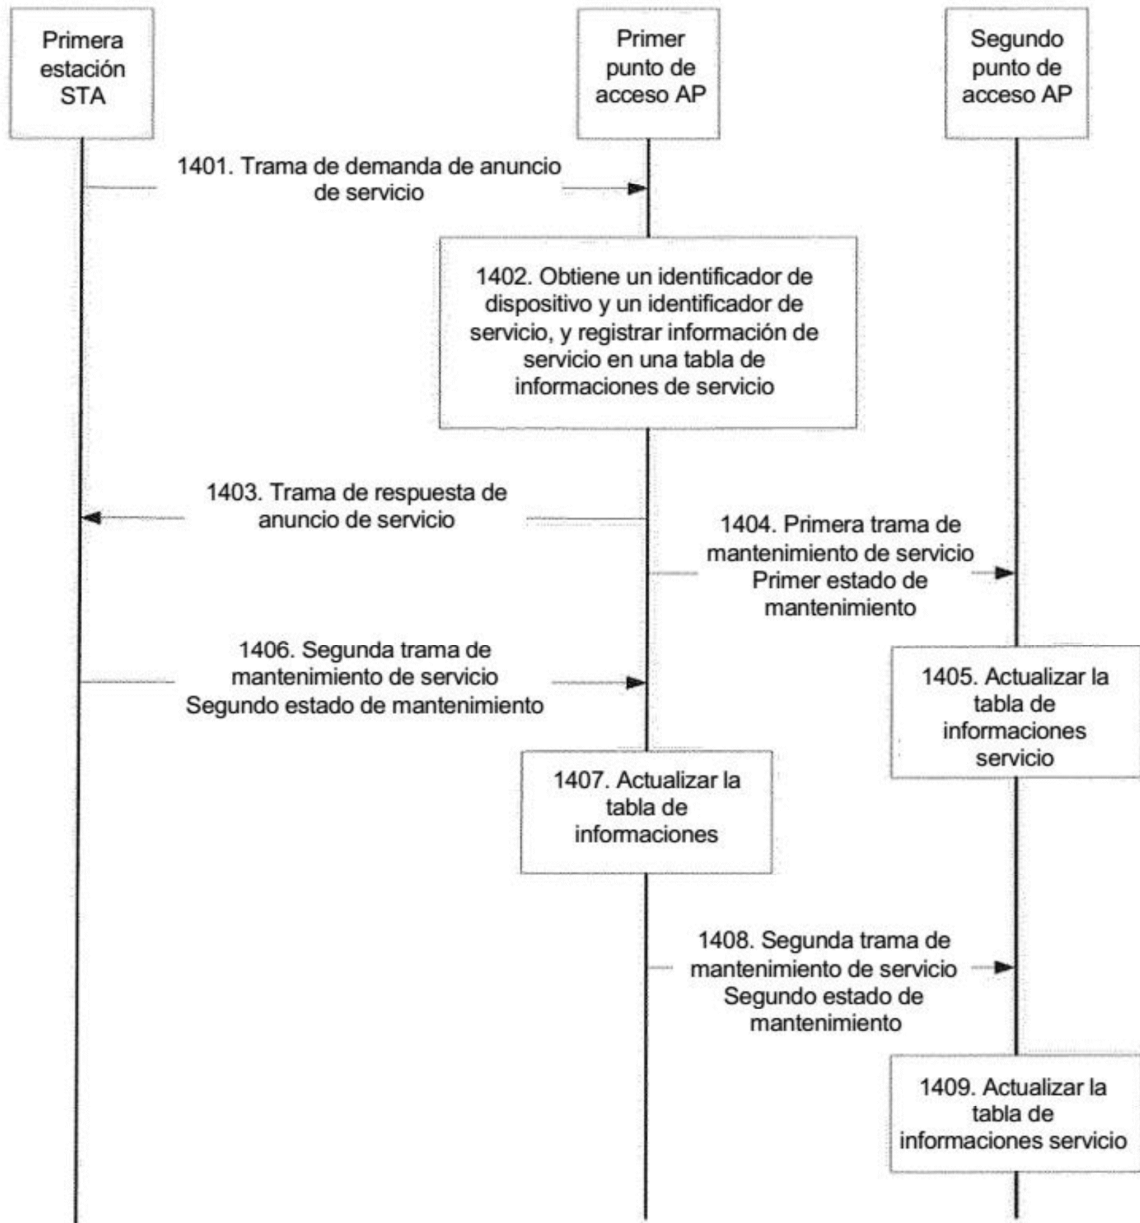 Primera
estación
STA
Primer
punto de
acceso AP
Segundo
punto de
acceso AP
1401. Trama de demanda de anuncio
de servicio
1402. Obtiene un identificador de
dispositivo y un identificador de
servicio, y registrar información de
servicio en una tabla de
informaciones de servicio
1403. Trama de respuesta de
anuncio de servicio
1404. Primera trama de
mantenimiento de servicio
Primer estado de
mantenimiento
1406. Segunda trama de
mantenimiento de servicio
Segundo estado de mantenimiento
1405. Actualizar la
tabla de
informaciones
servicio
1407. Actualizar la
tabla de
informaciones
1408. Segunda trama de
mantenimiento de servicio
Segundo estado de
mantenimiento
1409. Actualizar la
tabla de
informaciones servicio